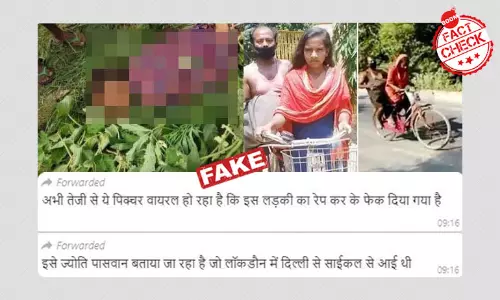 BOOM
FACT
CHECK
FAKE
Forwarded
अभी तेजी से ये पिक्चर वायरल हो रहा है कि इस लड़की का रेप कर के फेक दिया गया है
09:16
Forwarded
इसे ज्योति पासवान बताया जा रहा है जो लॉकडौन में दिल्ली से साईकल से आई थी
09:16